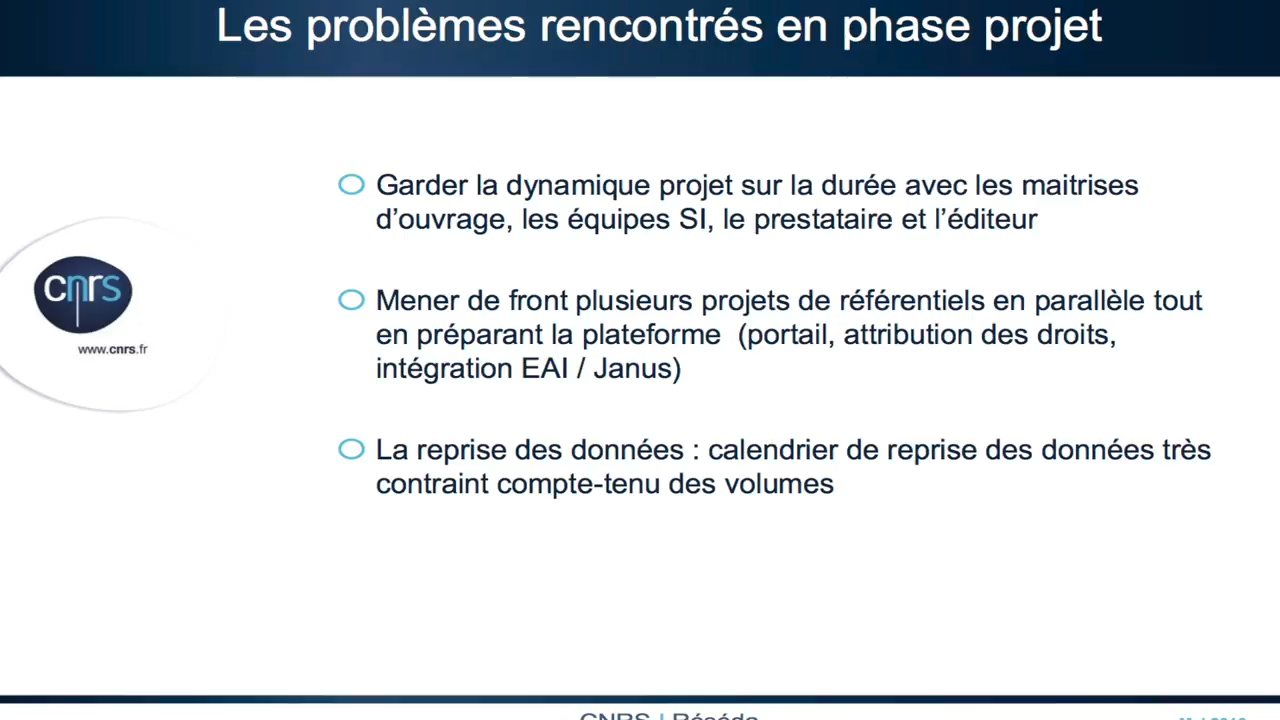 Les problèmes rencontrés en phase projet
Garder la dynamique projet sur la durée avec les maitrises
d’ouvrage, les équipes SI, le prestataire et l’éditeur
cnrs
www.cnrs.fr
Mener de front plusieurs projets de référentiels en parallèle tout
en préparant la plateforme (portail, attribution des droits,
intégration EAI / Janus)
La reprise des données : calendrier de reprise des données très
contraint compte-tenu des volumes
CNRS | Réséda